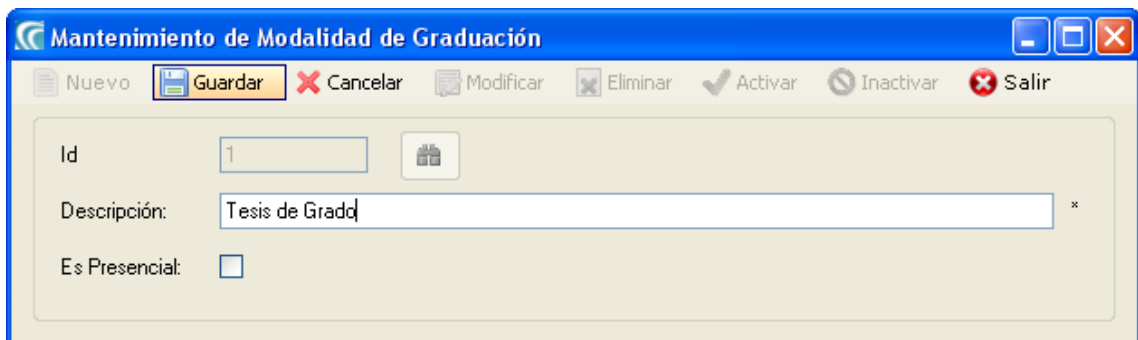 Mantenimiento de Modalidad de Graduación
Nuevo Guardar Cancelar Modificar Eliminar Activar Inactivar Salir
Id 1
Descripción: Tesis de Grado *
Es Presencial: